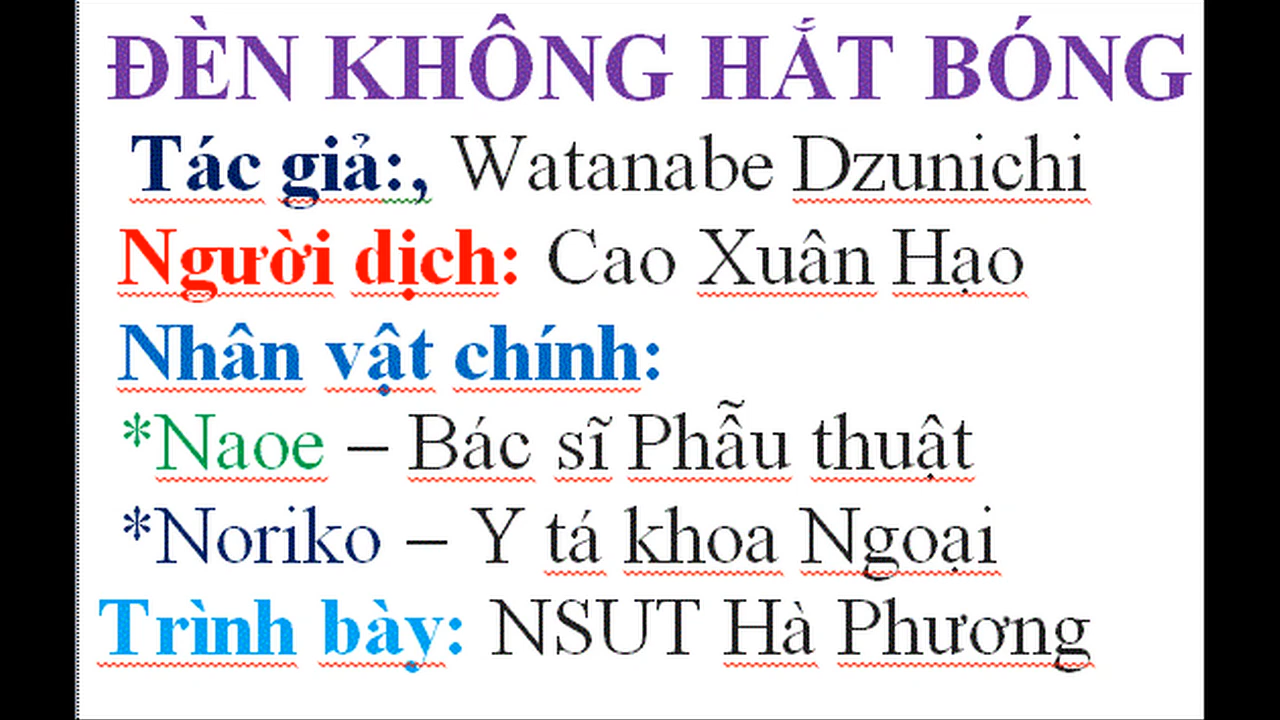 ĐÈN KHÔNG HẮT BÓNG
Tác giả:, Watanabe Dzunichi
Người dịch: Cao Xuân Hạo
Nhân vật chính:
*Naoe – Bác sĩ Phẫu thuật
*Noriko – Y tá khoa Ngoại
Trình bày: NSUT Hà Phương